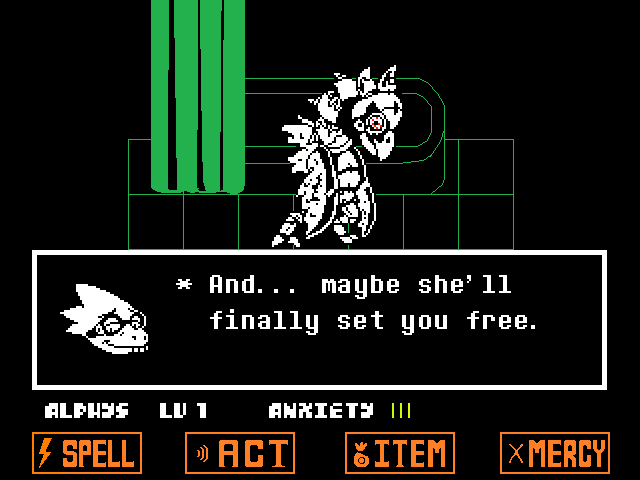 * And... maybe she'll
finally set you free.
ALPHYS LV 1 ANXIETY
SPELL ACT ITEM MERCY